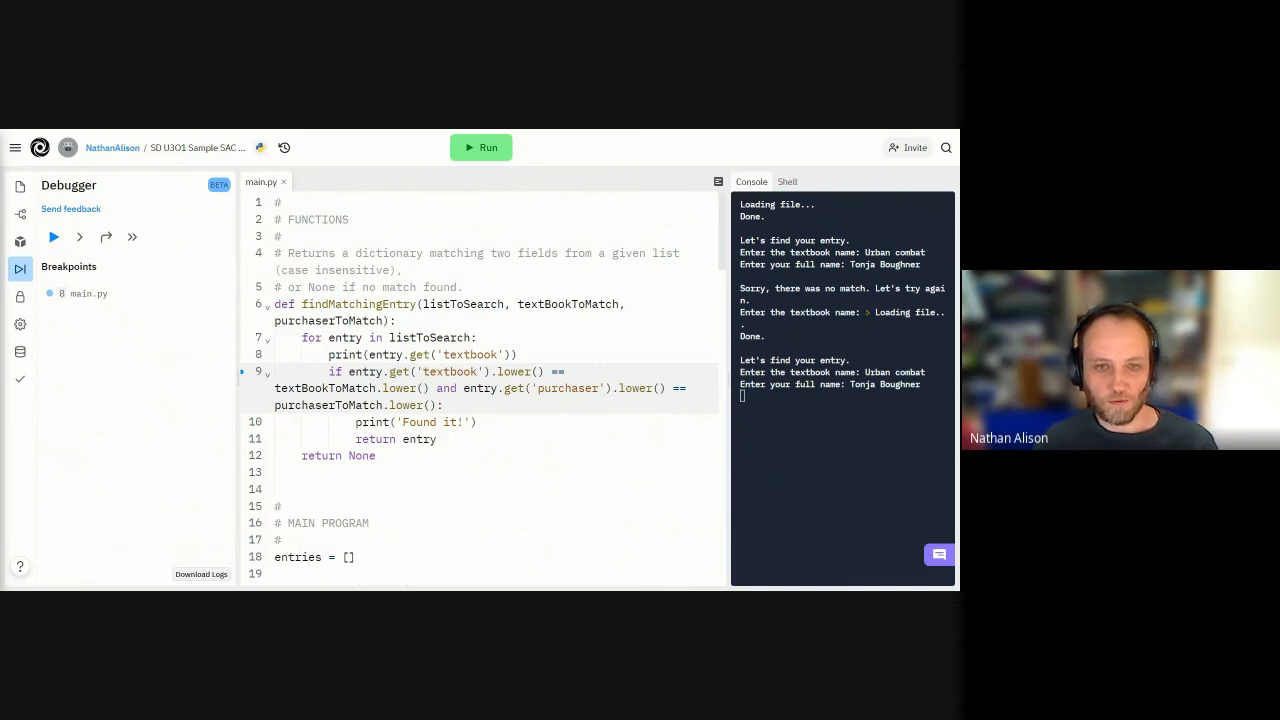 NathanAlison / SD U3O1 Sample SAC ...
Run
Invite
Debugger
BETA
Send feedback
Breakpoints
8 main.py
Download Logs
main.py ×
1 #
2 # FUNCTIONS
3 #
4 # Returns a dictionary matching two fields from a given list
(case insensitive),
5 # or None if no match found.
6 def findMatchingEntry(listToSearch, textBookToMatch,
purchaserToMatch):
7 for entry in listToSearch:
8 print(entry.get('textbook'))
9 if entry.get('textbook').lower() ==
textBookToMatch.lower() and entry.get('purchaser').lower() ==
purchaserToMatch.lower():
10 print('Found it!')
11 return entry
12 return None
13
14
15 #
16 # MAIN PROGRAM
17 #
18 entries = []
19
Console Shell
Loading file...
Done.
Let's find your entry.
Enter the textbook name: Urban combat
Enter your full name: Tonja Boughner
Sorry, there was no match. Let's try agai
n.
Enter the textbook name: > Loading file..
.
Done.
Let's find your entry.
Enter the textbook name: Urban combat
Enter your full name: Tonja Boughner
Nathan Alison